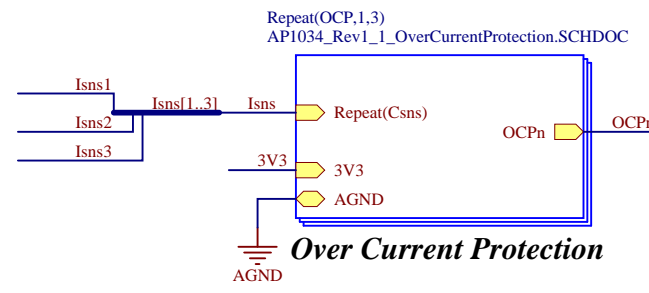 Repeat(OCP,1,3)
AP1034_Rev1_1_OverCurrentProtection.SCHDOC
Isns1
Isns[1..3]
Isns
Repeat(Csns)
Isns2
OCPn
OCPn
Isns3
3V3
3V3
AGND
Over Current Protection
AGND